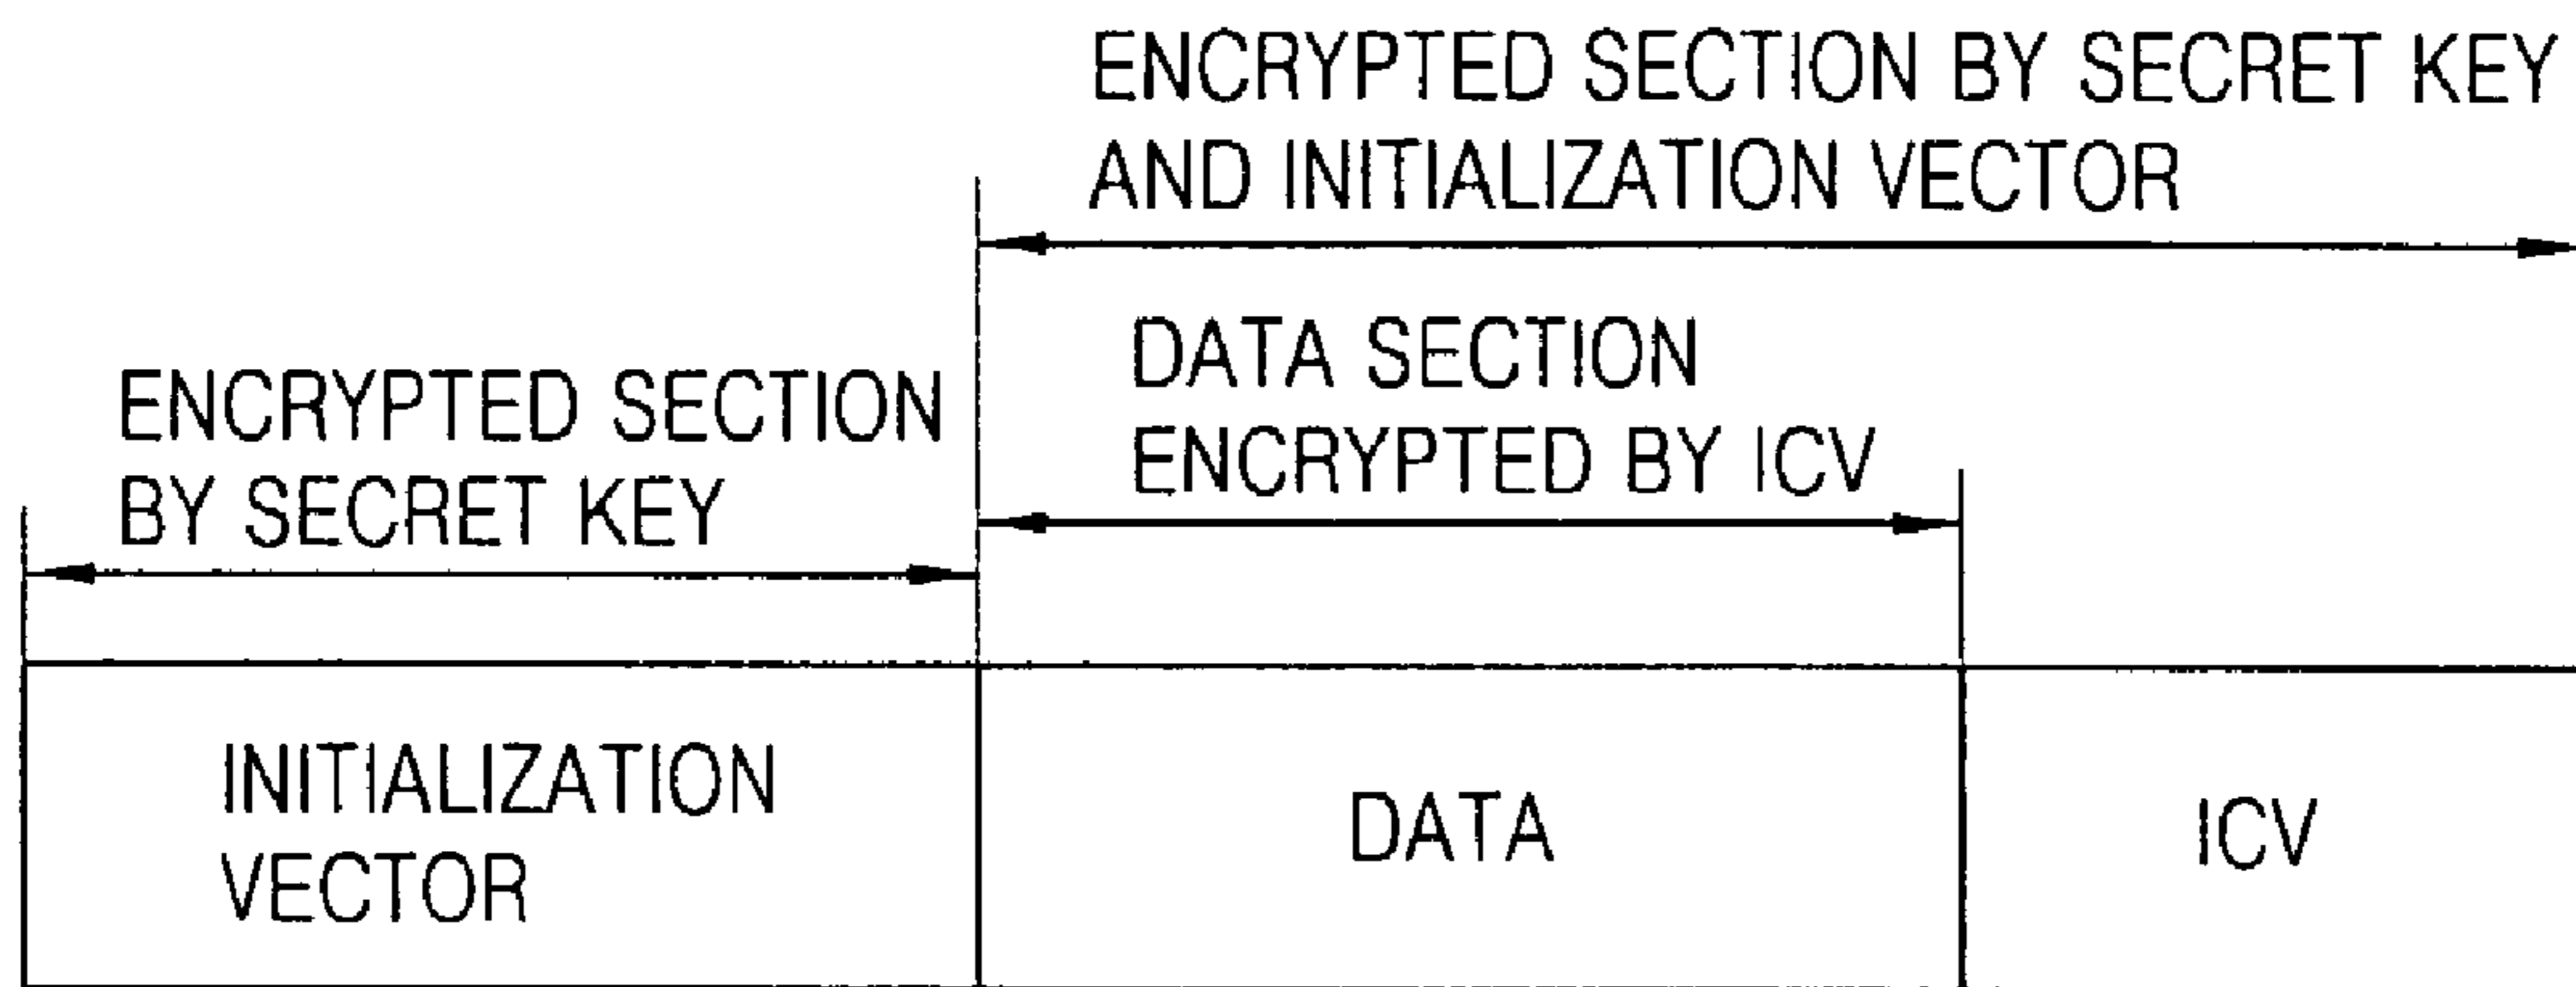 ENCRYPTED SECTION BY SECRET KEY
AND INITIALIZATION VECTOR
DATA SECTION
ENCRYPTED BY ICV
ENCRYPTED SECTION
BY SECRET KEY
INITIALIZATION
VECTOR
DATA
ICV